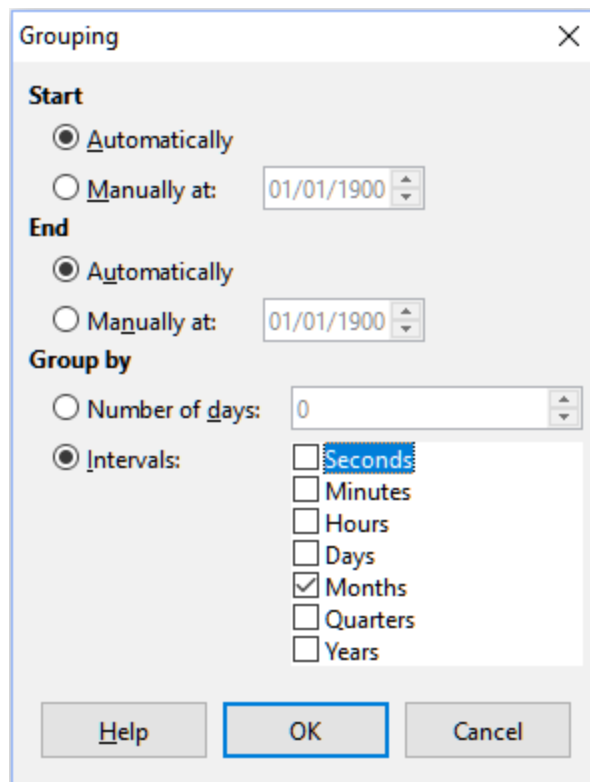 Grouping
Start
Automatically
Manually at: 01/01/1900
End
Automatically
Manually at: 01/01/1900
Group by
Number of days: 0
Intervals: Seconds
Minutes
Hours
Days
Months
Quarters
Years
Help OK Cancel